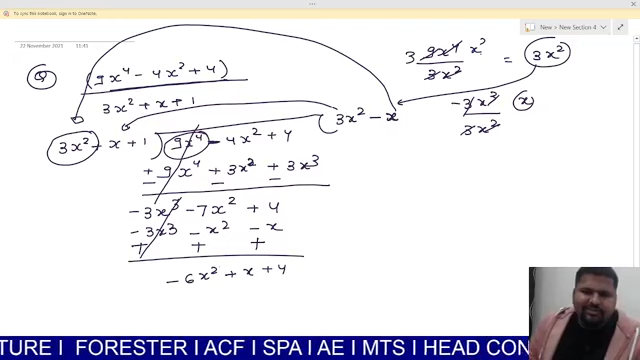 To sync this notebook, sign in to OneNote.
New
New Section 4
22 November 2021 11:41
Q (9x⁴ - 4x² + 4)
3x² + x + 1
3x² - x + 1 ) 9x⁴ - 4x² + 4 ( 3x² - x
+ 9x⁴ + 3x² + 3x³
- + -
- 3x³ - 7x² + 4
- 3x3 - x² - x
+ + +
- 6x² + x + 4
3 9x⁴ x² = 3x²
3x²
- 3x³ x
3x²
TURE I FORESTER I ACF I SPA I AE I MTS I HEAD CON